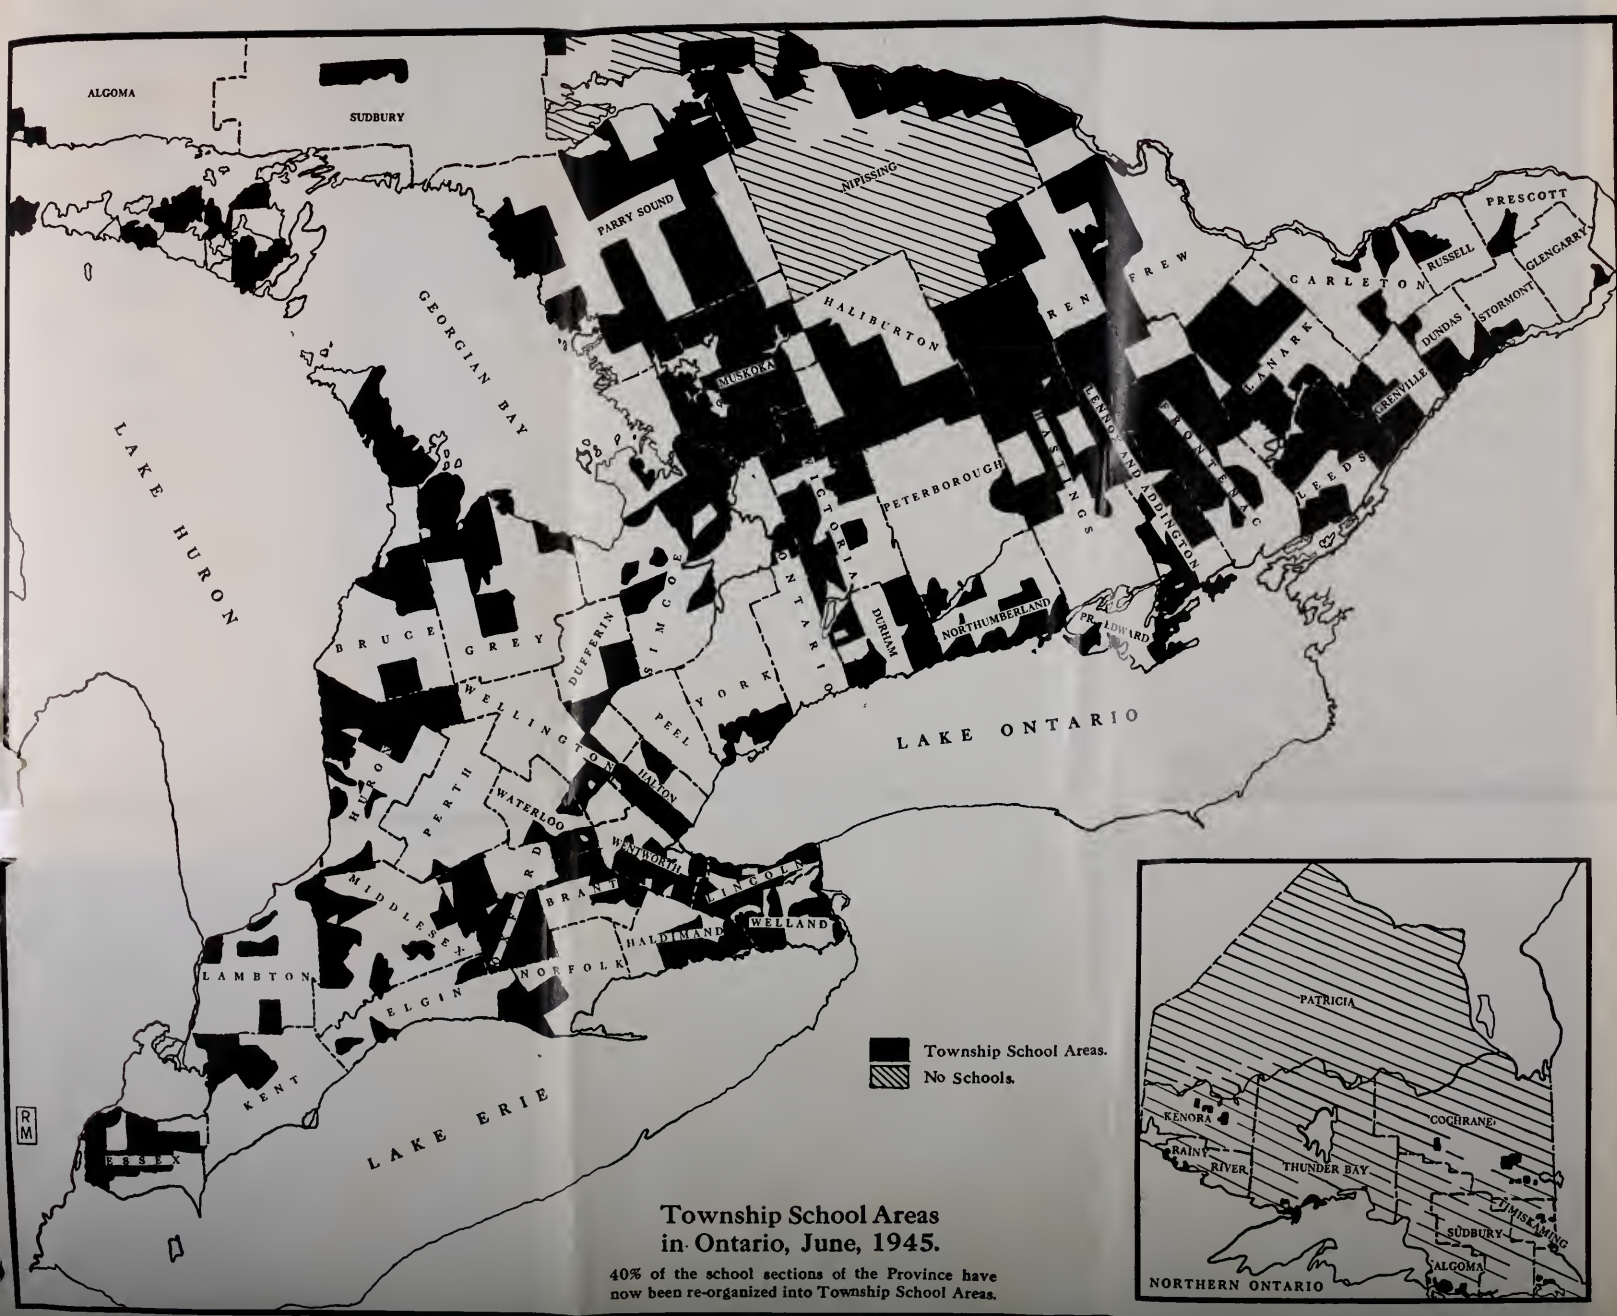 ALGOMA
SUDBURY
NIPISSING
PARRY SOUND
PRESCOTT
RUSSELL
GLENGARRY
CARLETON
STORMONT
DUNDAS
RENFREW
HALIBURTON
GEORGIAN BAY
MUSKOKA
LANARK
GRENVILLE
LEEDS
LENNOX AND ADDINGTON
FRONTENAC
HASTINGS
PETERBOROUGH
VICTORIA
LAKE HURON
SIMCOE
ONTARIO
DURHAM
NORTHUMBERLAND
PR. EDWARD
BRUCE
GREY
DUFFERIN
YORK
PEEL
WELLINGTON
LAKE ONTARIO
HURON
PERTH
WATERLOO
HALTON
WENTWORTH
LINCOLN
MIDDLESEX
OXFORD
BRANT
HALDIMAND
WELLAND
LAMBTON
NORFOLK
ELGIN
KENT
ESSEX
LAKE ERIE
R
M
Township School Areas.
No Schools.
Township School Areas
in Ontario, June, 1945.
40% of the school sections of the Province have
now been re-organized into Township School Areas.
PATRICIA
KENORA
COCHRANE
RAINY
RIVER
THUNDER BAY
TIMISKAMING
SUDBURY
ALGOMA
NORTHERN ONTARIO